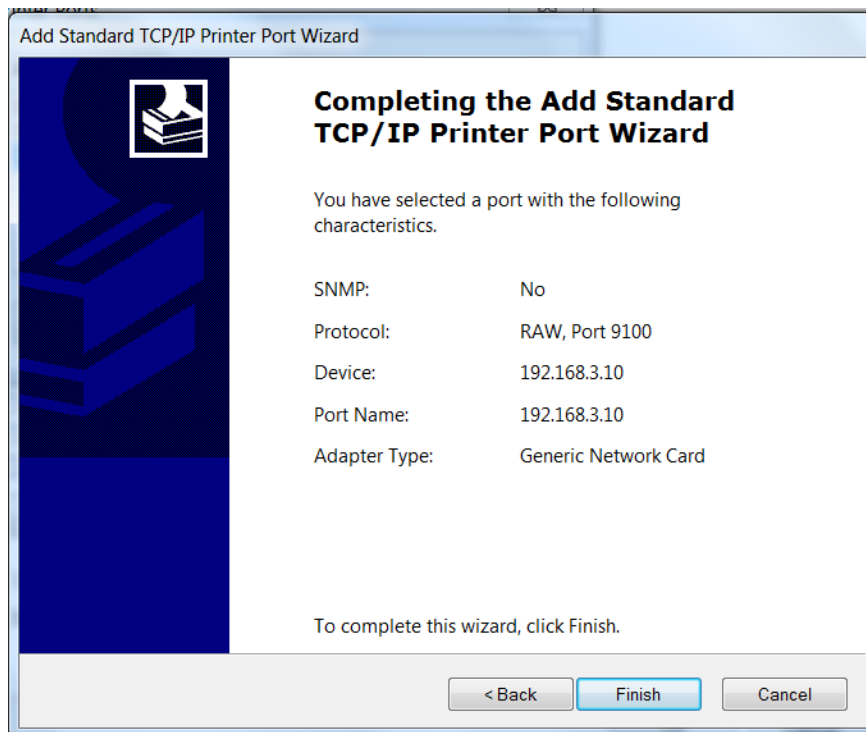 Add Standard TCP/IP Printer Port Wizard
Completing the Add Standard
TCP/IP Printer Port Wizard
You have selected a port with the following
characteristics.
SNMP: No
Protocol: RAW, Port 9100
Device: 192.168.3.10
Port Name: 192.168.3.10
Adapter Type: Generic Network Card
To complete this wizard, click Finish.
< Back Finish Cancel